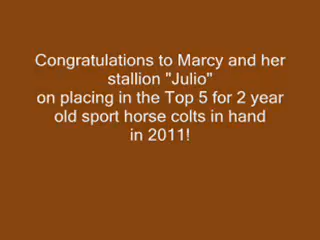 Congratulations to Marcy and her
stallion "Julio"
on placing in the Top 5 for 2 year
old sport horse colts in hand
in 2011!